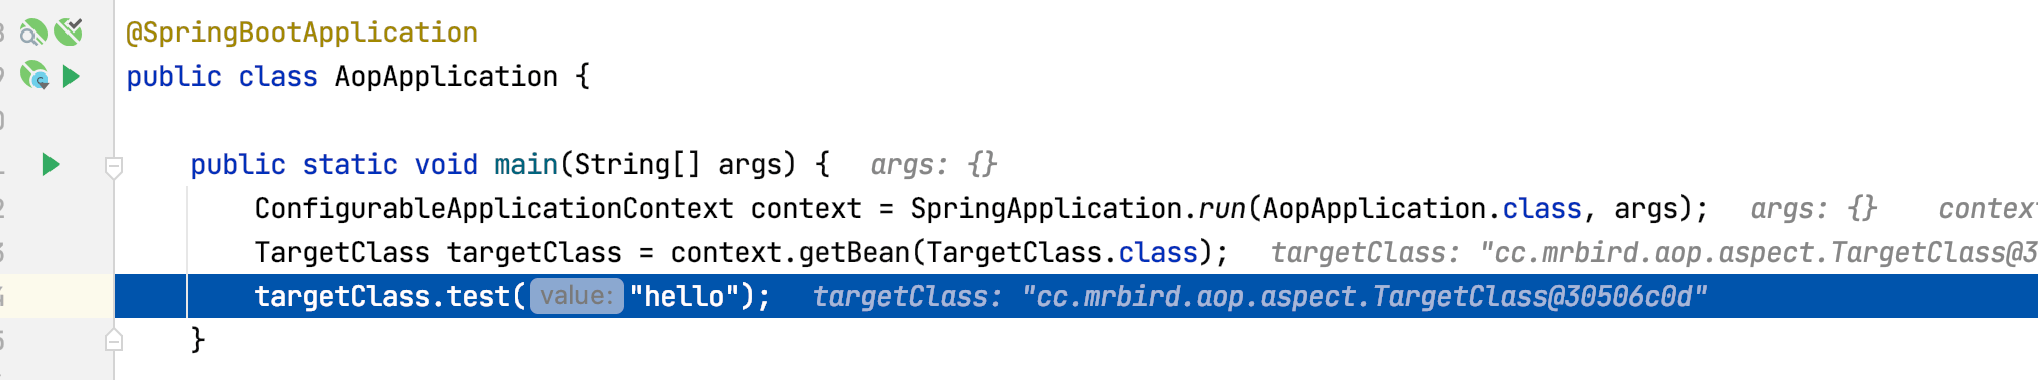 @SpringBootApplication
public class AopApplication {
public static void main(String[] args) { args: {}
ConfigurableApplicationContext context = SpringApplication.run(AopApplication.class, args); args: {} contex
TargetClass targetClass = context.getBean(TargetClass.class); targetClass: "cc.mrbird.aop.aspect.TargetClass@3
targetClass.test( value: "hello"); targetClass: "cc.mrbird.aop.aspect.TargetClass@30506c0d"
}